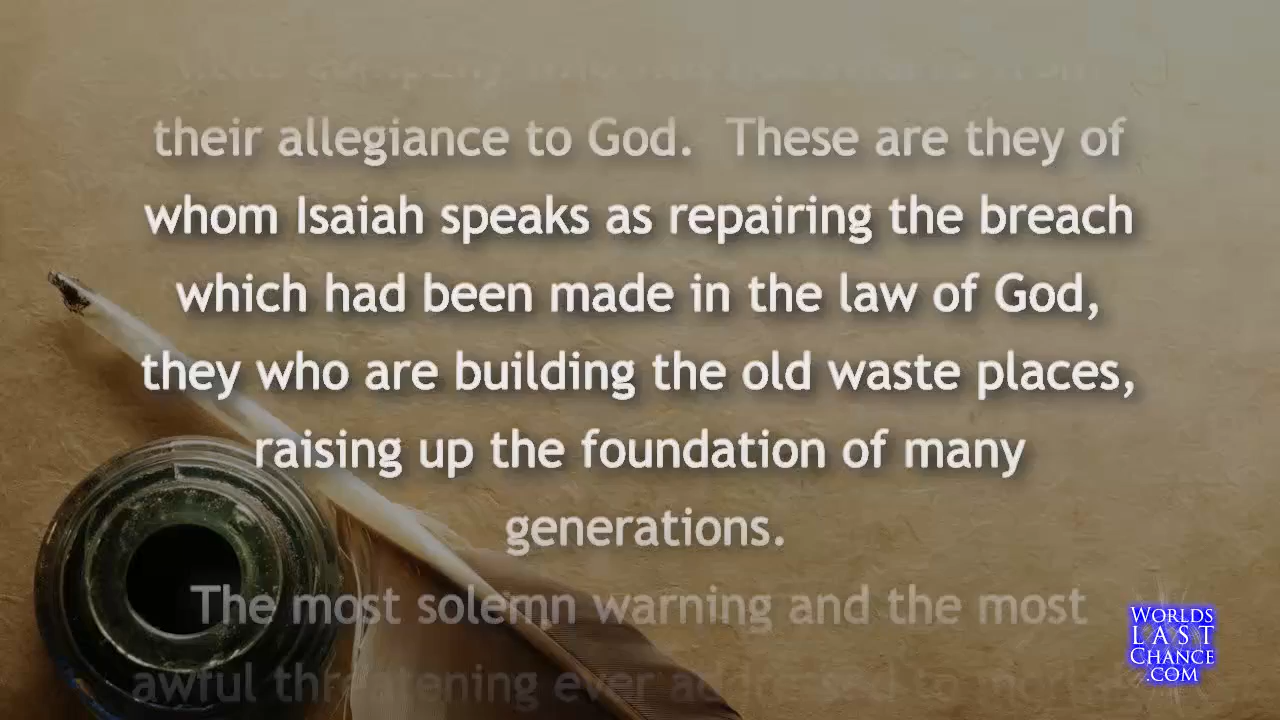 their allegiance to God.  These are they of
whom Isaiah speaks as repairing the breach
which had been made in the law of God,
they who are building the old waste places,
raising up the foundation of many
generations.
The most solemn warning and the most
awful threatening ever addressed to
WORLDS
LAST
CHANCE
.COM